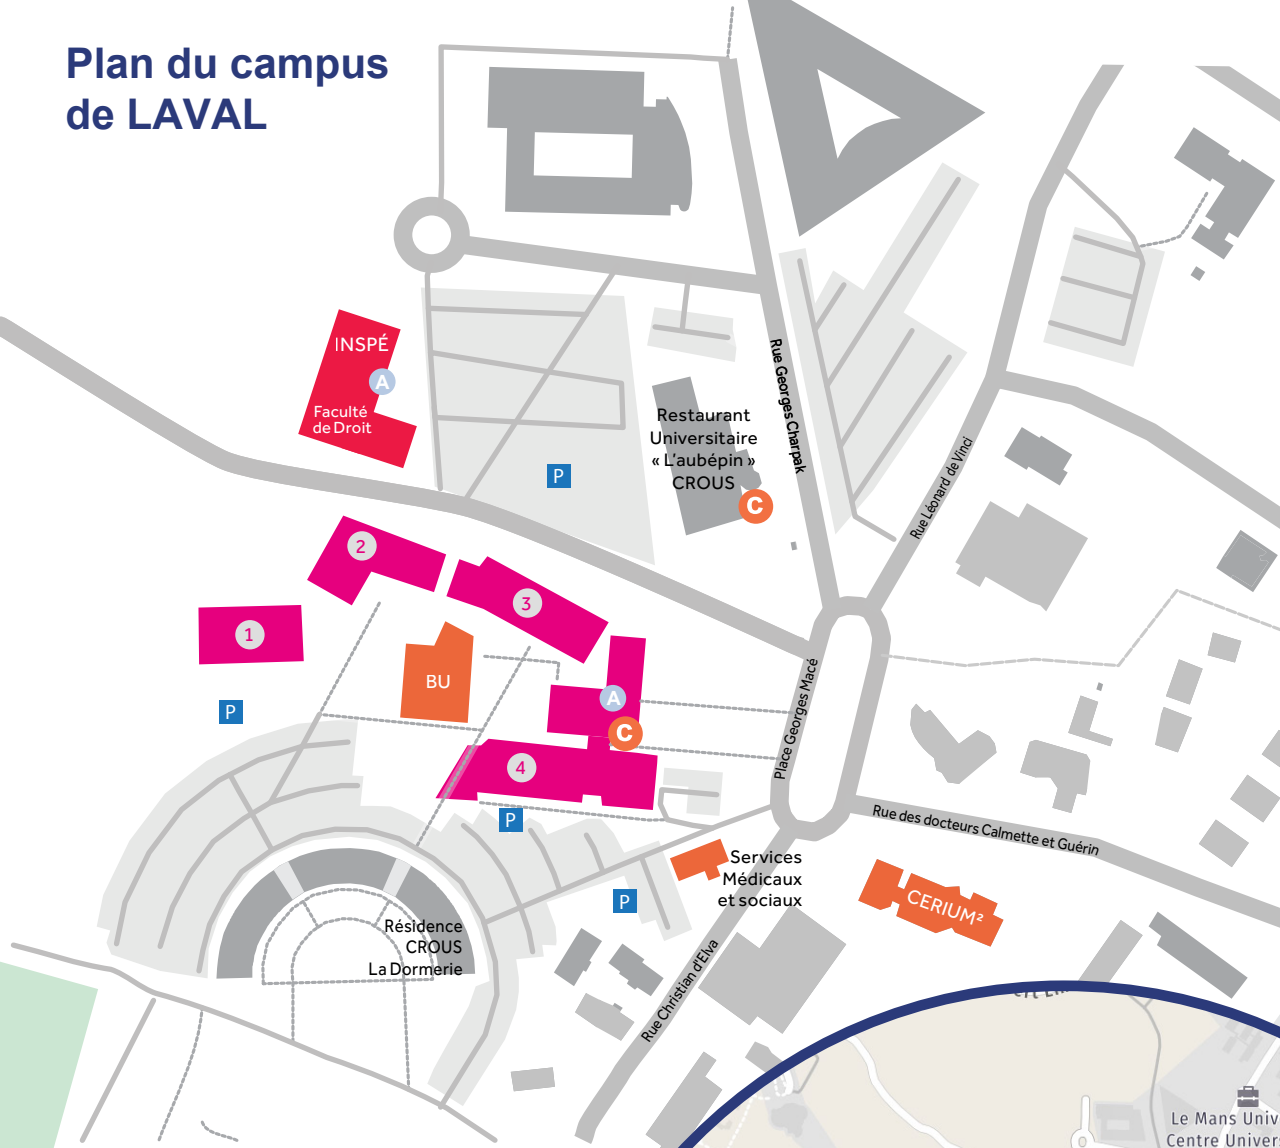 Plan du campus
de LAVAL
INSPÉ
A
Faculté
de Droit
P
Restaurant
Universitaire
« L'aubépin »
CROUS
C
Rue Georges Charpak
Rue Léonard de Vinci
2
3
1
BU
P
A
C
4
P
Place Georges Macé
Rue des docteurs Calmette et Guérin
Services
Médicaux
et sociaux
P
CERIUM²
Résidence
CROUS
La Dormerie
Rue Christian d'Elva
Le Mans Univ
Centre Univers